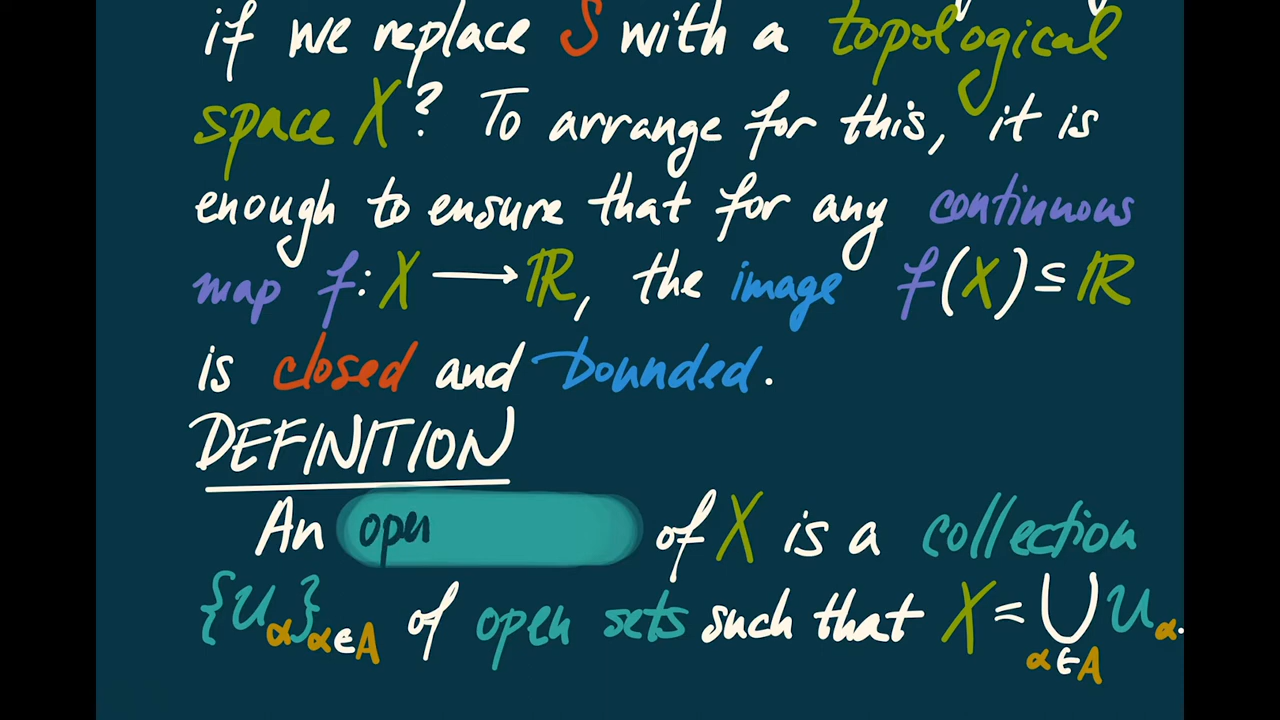 if we replace S with a topological
space X? To arrange for this, it is
enough to ensure that for any continuous
map f: X ⟶ ℝ, the image f(X) ⊆ ℝ
is closed and bounded.
DEFINITION
An open of X is a collection
{U_α}_{α∈A} of open sets such that X = ⋃_{α∈A} U_α.